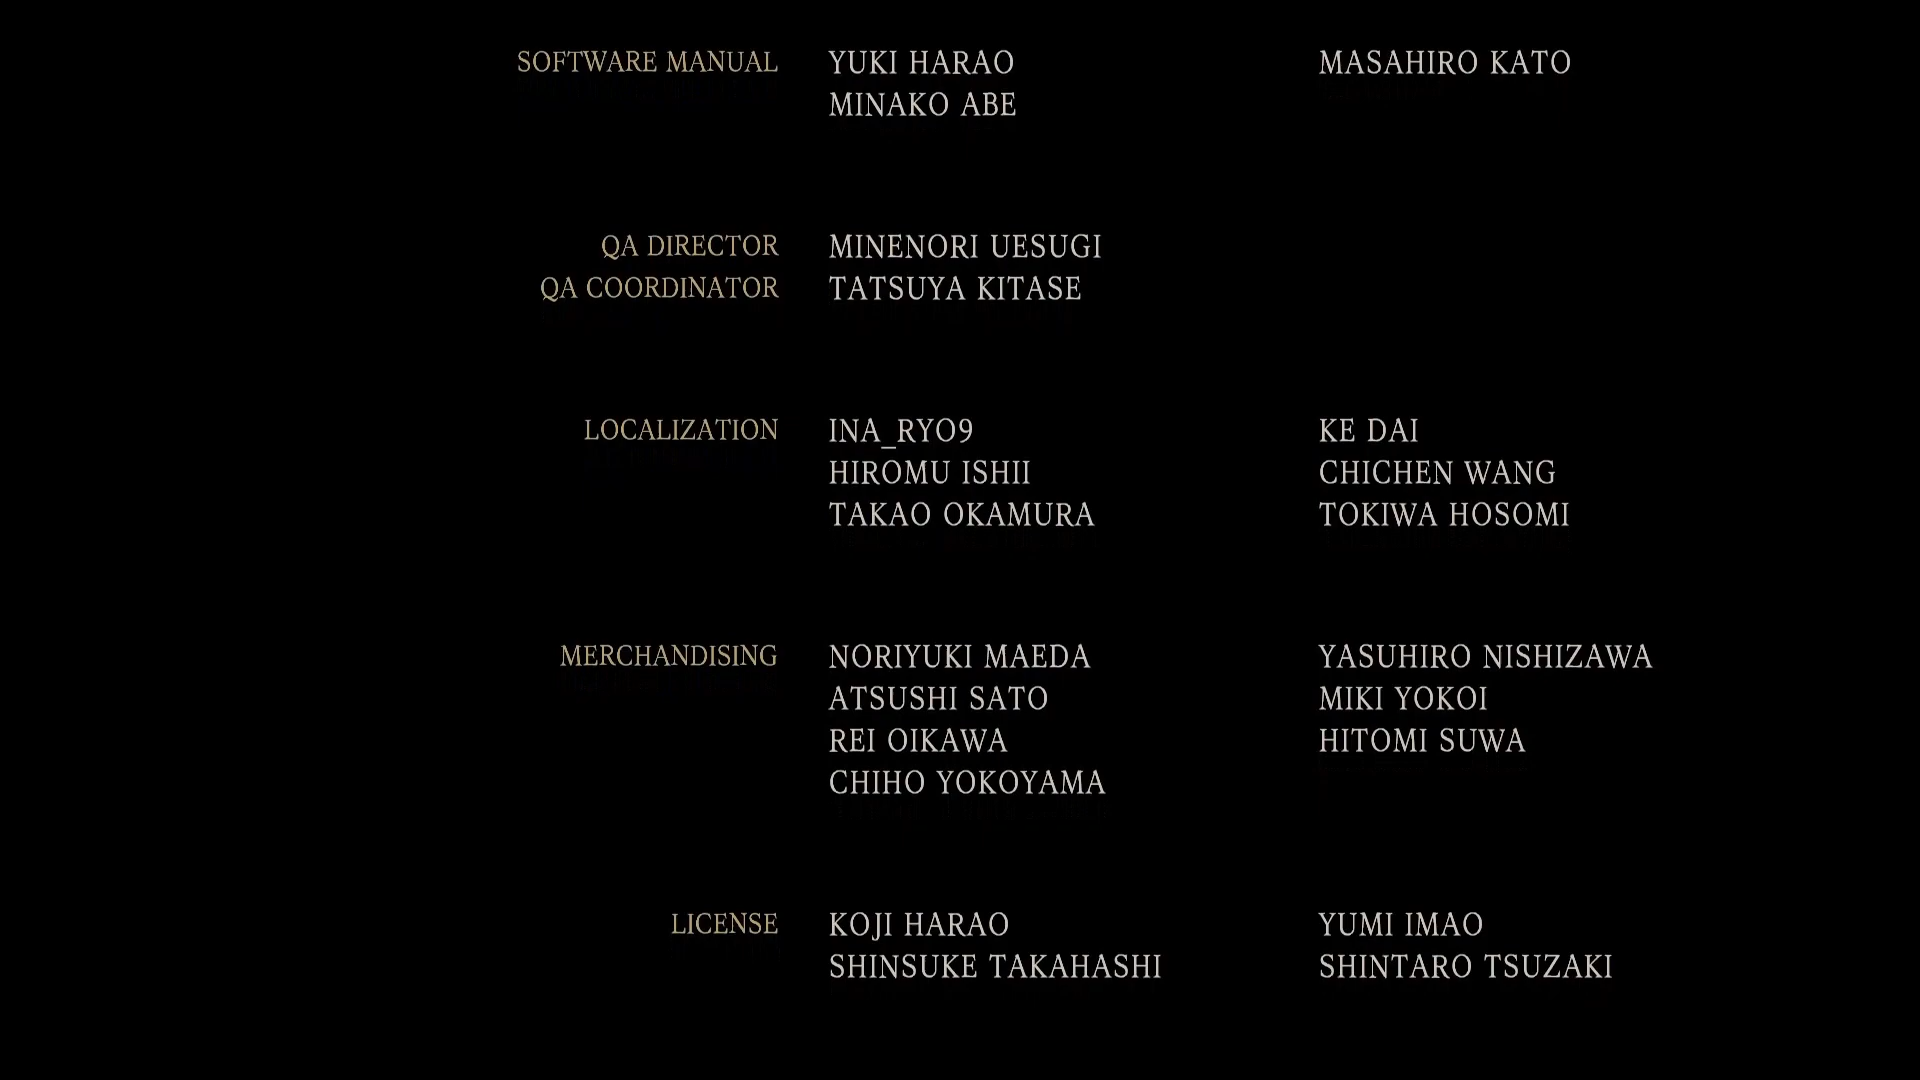 SOFTWARE MANUAL YUKI HARAO MASAHIRO KATO
MINAKO ABE
QA DIRECTOR MINENORI UESUGI
QA COORDINATOR TATSUYA KITASE
LOCALIZATION INA_RYO9 KE DAI
HIROMU ISHII CHICHEN WANG
TAKAO OKAMURA TOKIWA HOSOMI
MERCHANDISING NORIYUKI MAEDA YASUHIRO NISHIZAWA
ATSUSHI SATO MIKI YOKOI
REI OIKAWA HITOMI SUWA
CHIHO YOKOYAMA
LICENSE KOJI HARAO YUMI IMAO
SHINSUKE TAKAHASHI SHINTARO TSUZAKI